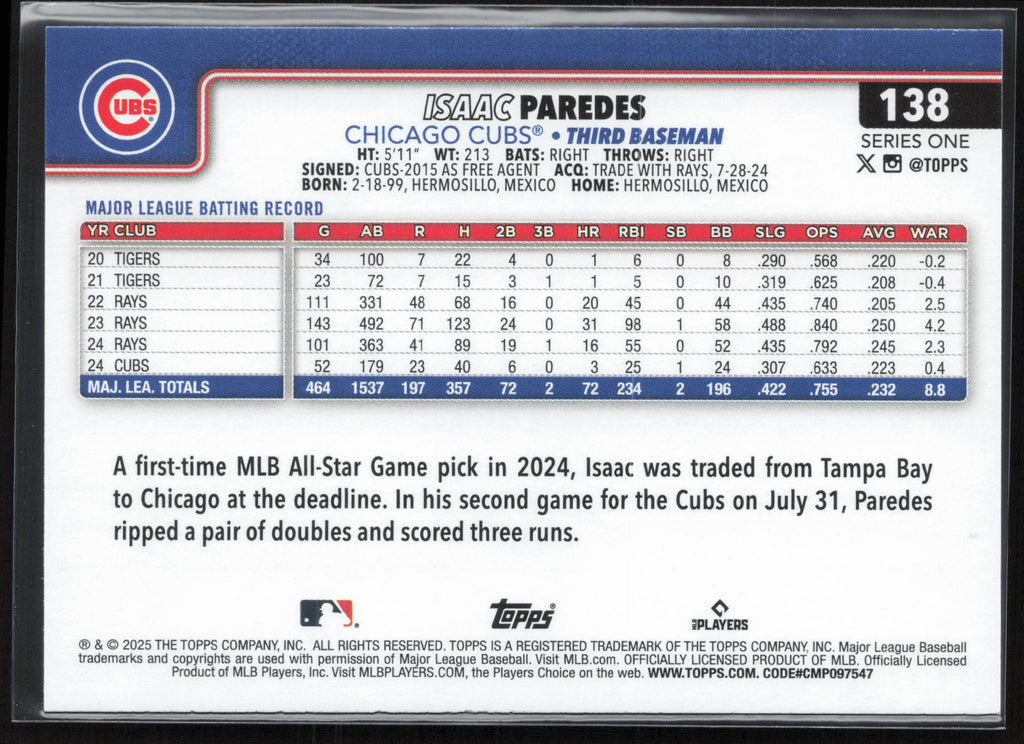 CUBS
ISAAC PAREDES
138
CHICAGO CUBS® • THIRD BASEMAN
SERIES ONE
HT: 5'11" WT: 213 BATS: RIGHT THROWS: RIGHT
X @TOPPS
SIGNED: CUBS-2015 AS FREE AGENT ACQ: TRADE WITH RAYS, 7-28-24
BORN: 2-18-99, HERMOSILLO, MEXICO HOME: HERMOSILLO, MEXICO
MAJOR LEAGUE BATTING RECORD
YR CLUB G AB R H 2B 3B HR RBI SB BB SLG OPS AVG WAR
20 TIGERS 34 100 7 22 4 0 1 6 0 8 .290 .568 .220 -0.2
21 TIGERS 23 72 7 15 3 1 1 5 0 10 .319 .625 .208 -0.4
22 RAYS 111 331 48 68 16 0 20 45 0 44 .435 .740 .205 2.5
23 RAYS 143 492 71 123 24 0 31 98 1 58 .488 .840 .250 4.2
24 RAYS 101 363 41 89 19 1 16 55 0 52 .435 .792 .245 2.3
24 CUBS 52 179 23 40 6 0 3 25 1 24 .307 .633 .223 0.4
MAJ. LEA. TOTALS 464 1537 197 357 72 2 72 234 2 196 .422 .755 .232 8.8
A first-time MLB All-Star Game pick in 2024, Isaac was traded from Tampa Bay
to Chicago at the deadline. In his second game for the Cubs on July 31, Paredes
ripped a pair of doubles and scored three runs.
Topps®
MLB PLAYERS
® & © 2025 THE TOPPS COMPANY, INC. ALL RIGHTS RESERVED. TOPPS IS A REGISTERED TRADEMARK OF THE TOPPS COMPANY, INC. Major League Baseball
trademarks and copyrights are used with permission of Major League Baseball. Visit MLB.com. OFFICIALLY LICENSED PRODUCT OF MLB. Officially Licensed
Product of MLB Players, Inc. Visit MLBPLAYERS.COM, the Players Choice on the web. WWW.TOPPS.COM. CODE#CMP097547